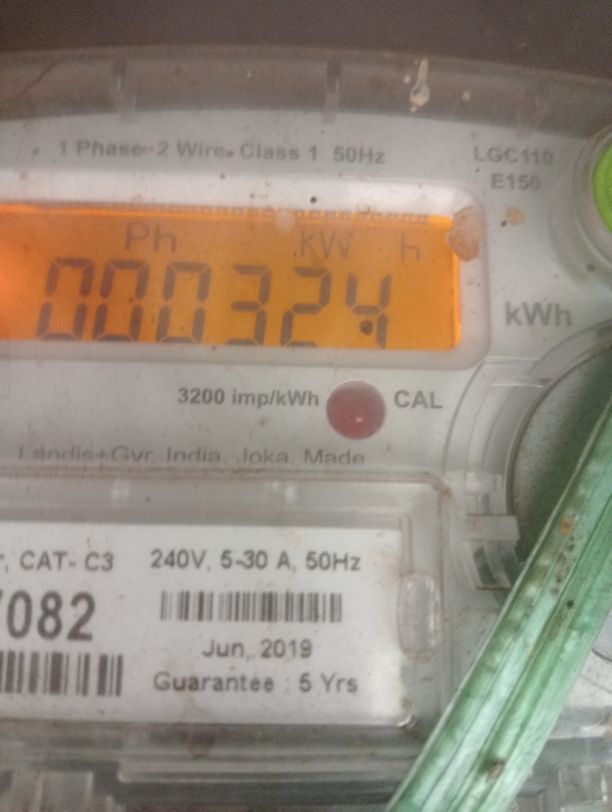 1 Phase 2 Wire Class 1 50Hz
LGC110
E150
Ph kW h
000324
kWh
3200 imp/kWh
CAL
Landis+Gyr, India, Joka, Made
r, CAT- C3
240V, 5-30 A, 50Hz
7082
Jun, 2019
Guarantee : 5 Yrs